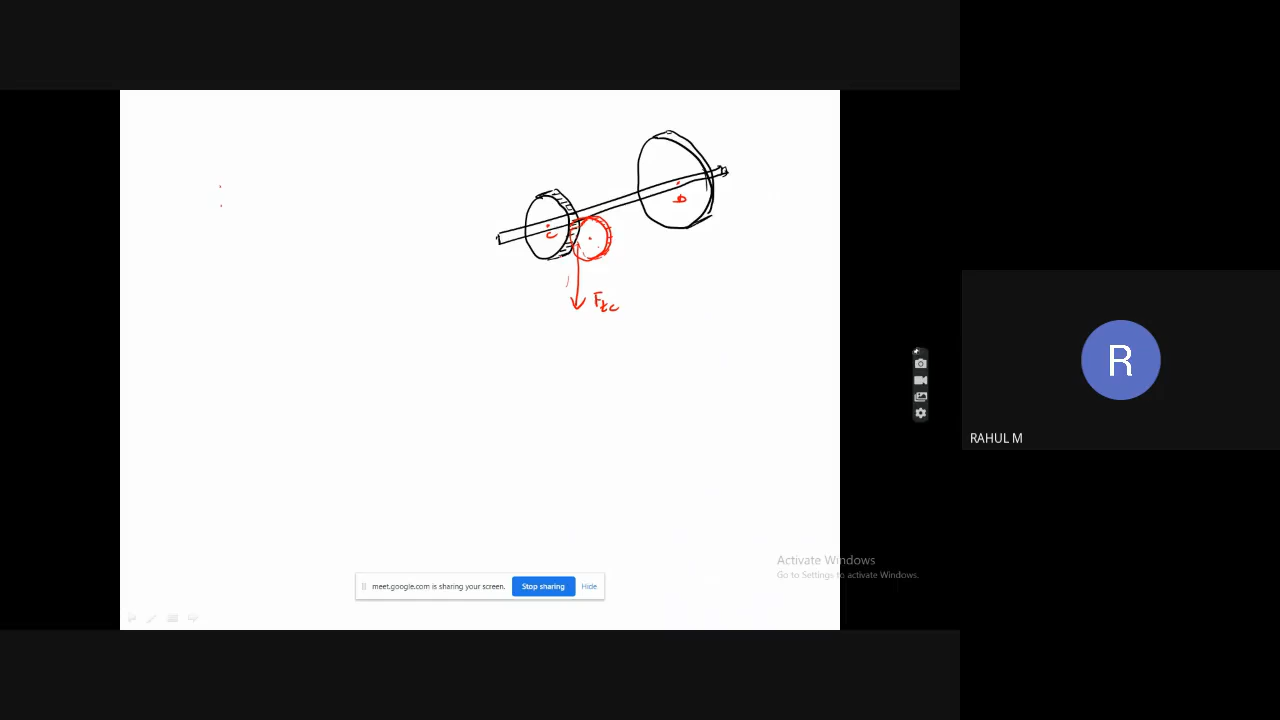 D
C
Ftc
R
RAHUL M
Activate Windows
Go to Settings to activate Windows.
meet.google.com is sharing your screen. Stop sharing Hide